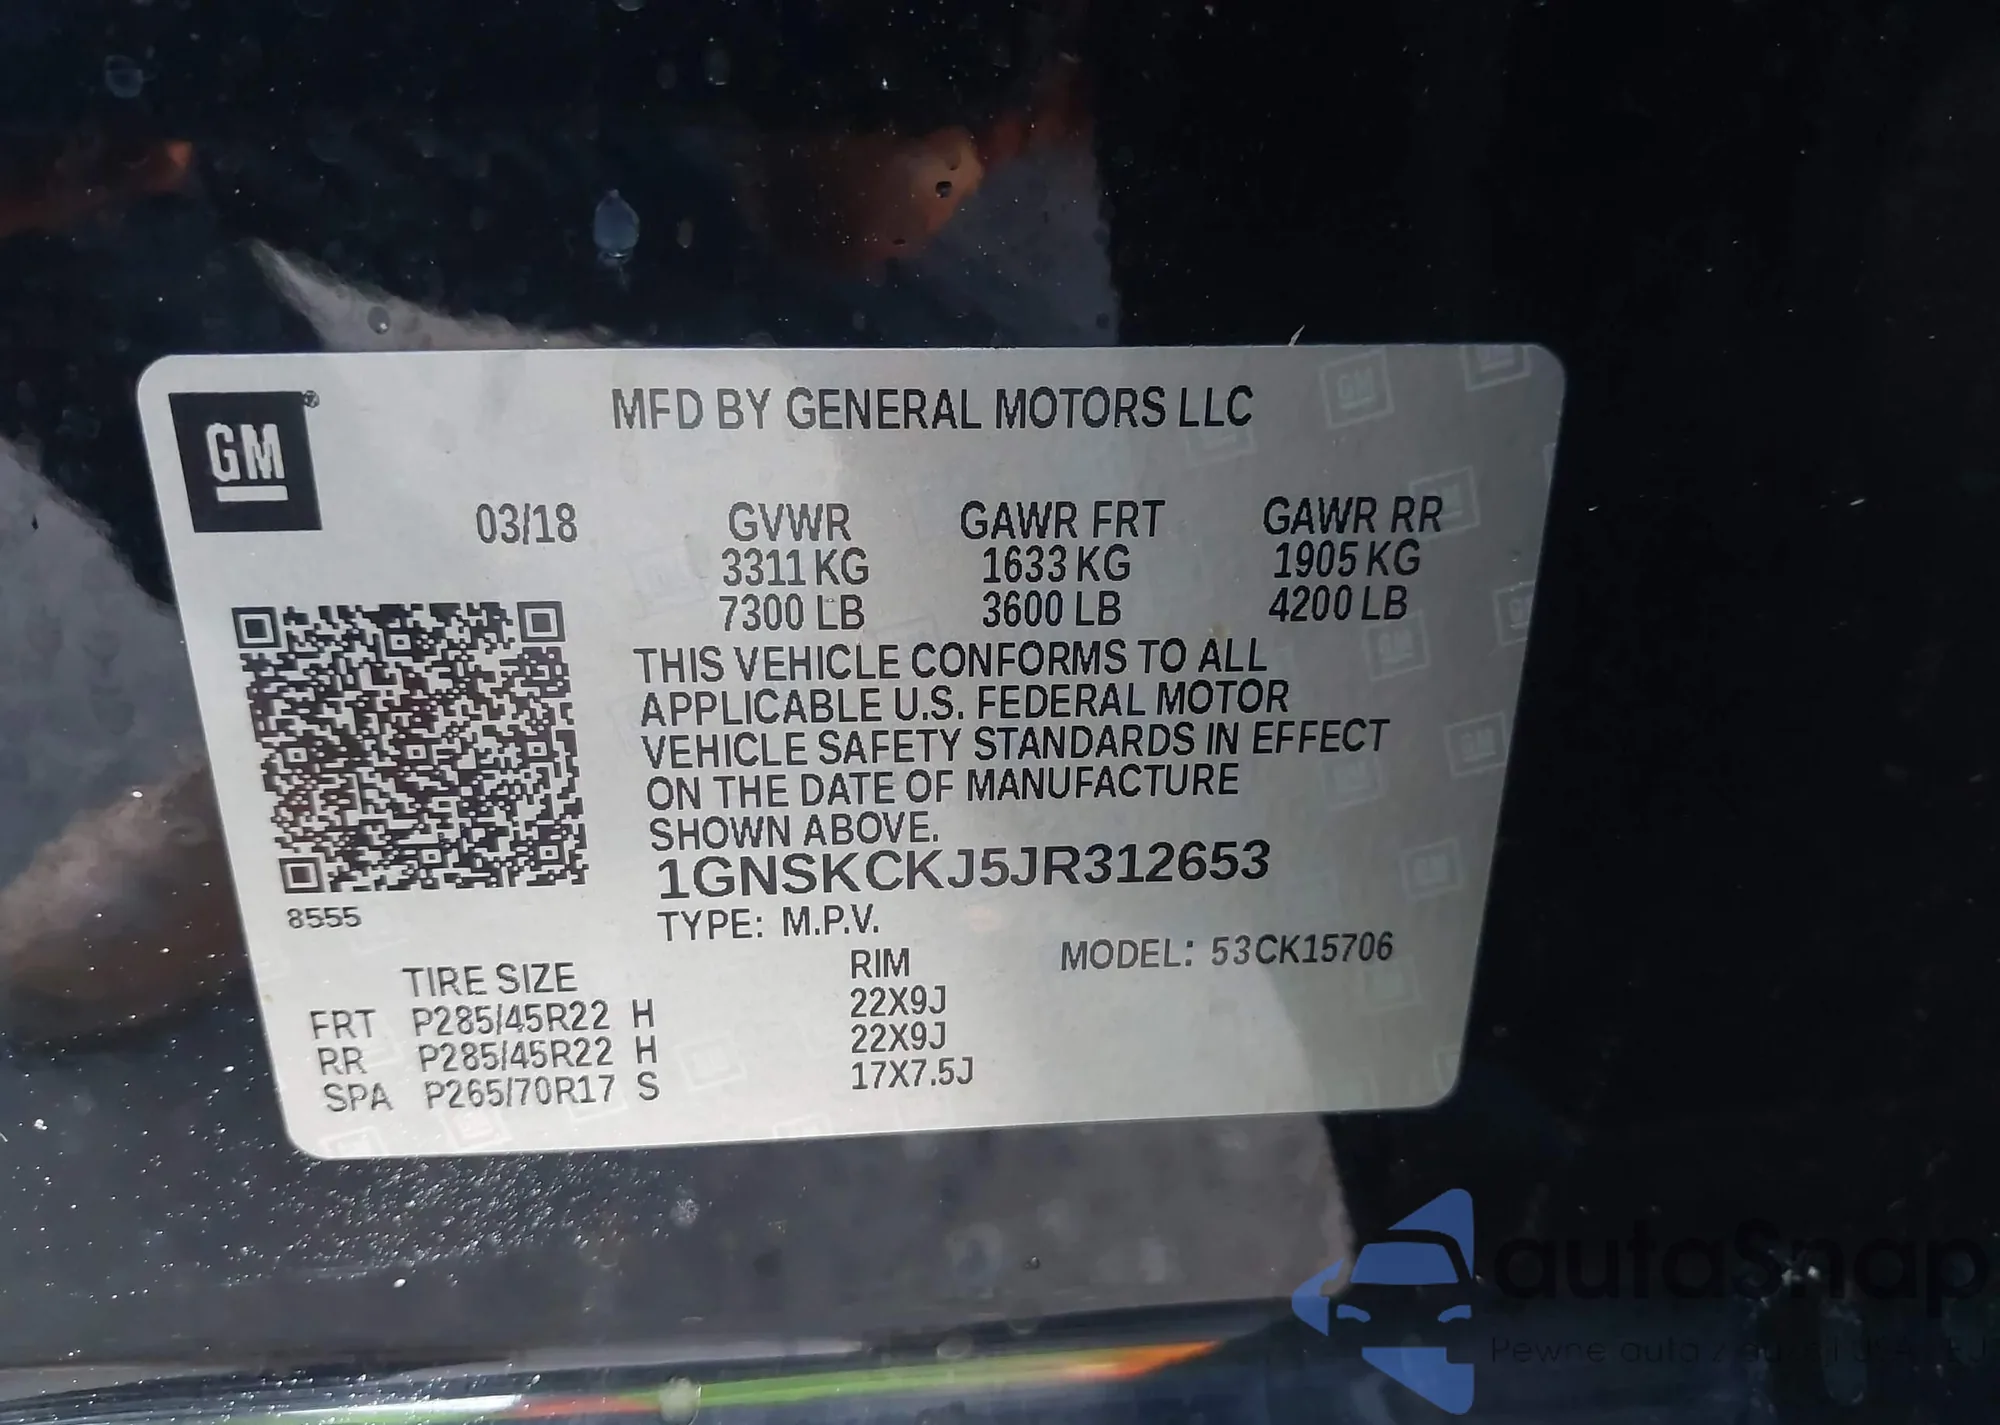 GM
MFD BY GENERAL MOTORS LLC
03/18 GVWR GAWR FRT GAWR RR
3311 KG 1633 KG 1905 KG
7300 LB 3600 LB 4200 LB
THIS VEHICLE CONFORMS TO ALL
APPLICABLE U.S. FEDERAL MOTOR
VEHICLE SAFETY STANDARDS IN EFFECT
ON THE DATE OF MANUFACTURE
SHOWN ABOVE.
1GNSKCKJ5JR312653
8555
TYPE: M.P.V.
TIRE SIZE RIM MODEL: 53CK15706
FRT P285/45R22 H 22X9J
RR P285/45R22 H 22X9J
SPA P265/70R17 S 17X7.5J
autaSnap
Pewne auta z